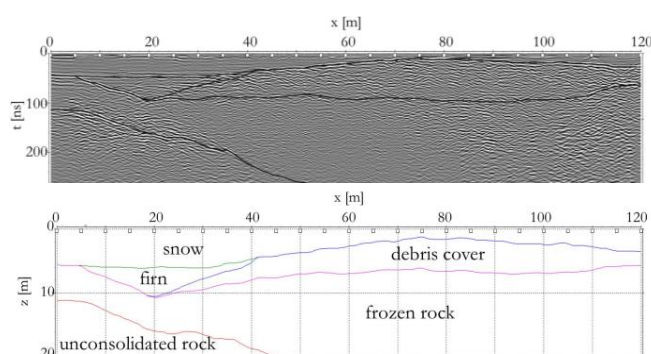 x [m]
0 20 40 60 80 100 120
0
100
200
t [ns]
x [m]
0 20 40 60 80 100 120
0
10
20
z [m]
snow
debris cover
firn
frozen rock
unconsolidated rock